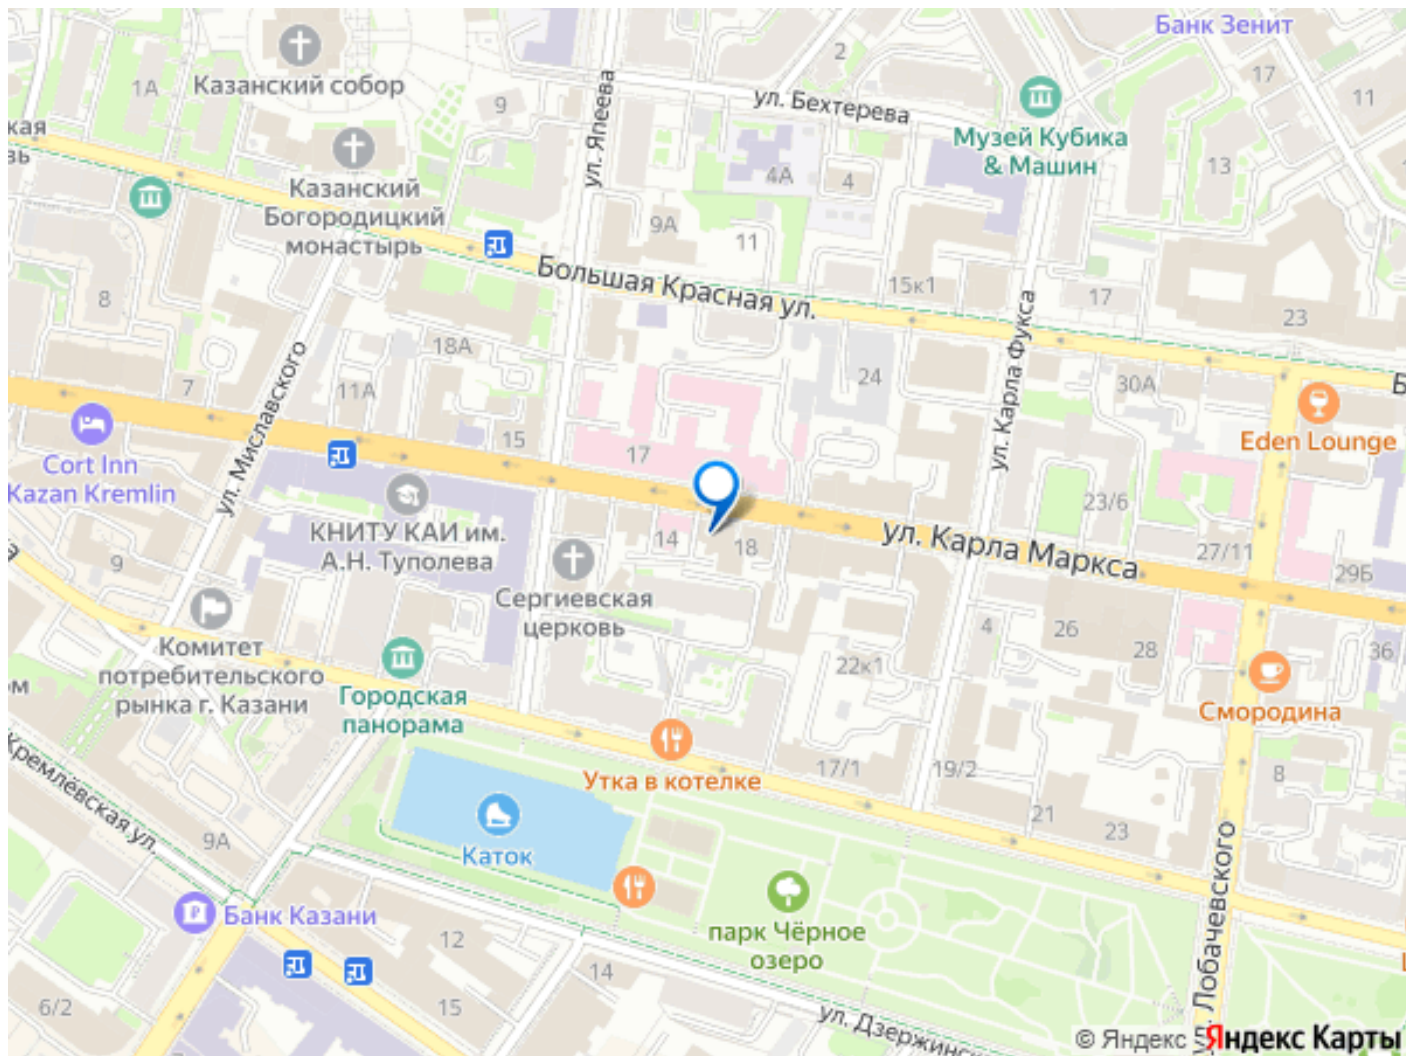 Банк Зенит
Казанский собор
1А
2
17
11
9
ул. Бехтерева
ул. Япеева
Музей Кубика
& Машин
13
кая
Казанский
Богородицкий
монастырь
4А
4
9А
11
Большая Красная ул.
15к1
17
23
8
ул. Миславского
18А
ул. Карла Фукса
7
11А
24
30А
Б
Eden Lounge
15
17
Cort Inn
Kazan Kremlin
КНИТУ КАИ им.
А.Н. Туполева
23/6
14
18
ул. Карла Маркса
27/11
29Б
9
Сергиевская
церковь
Комитет
потребительского
рынка г. Казани
4
26
28
36
22к1
ом
Городская
панорама
Смородина
Кремлёвская ул.
Утка в котелке
17/1
19/2
8
21
23
9А
Каток
ул. Лобачевского
Банк Казани
парк Чёрное
озеро
12
14
6/2
15
ул. Дзержинс
© Яндекс Яндекс Карты